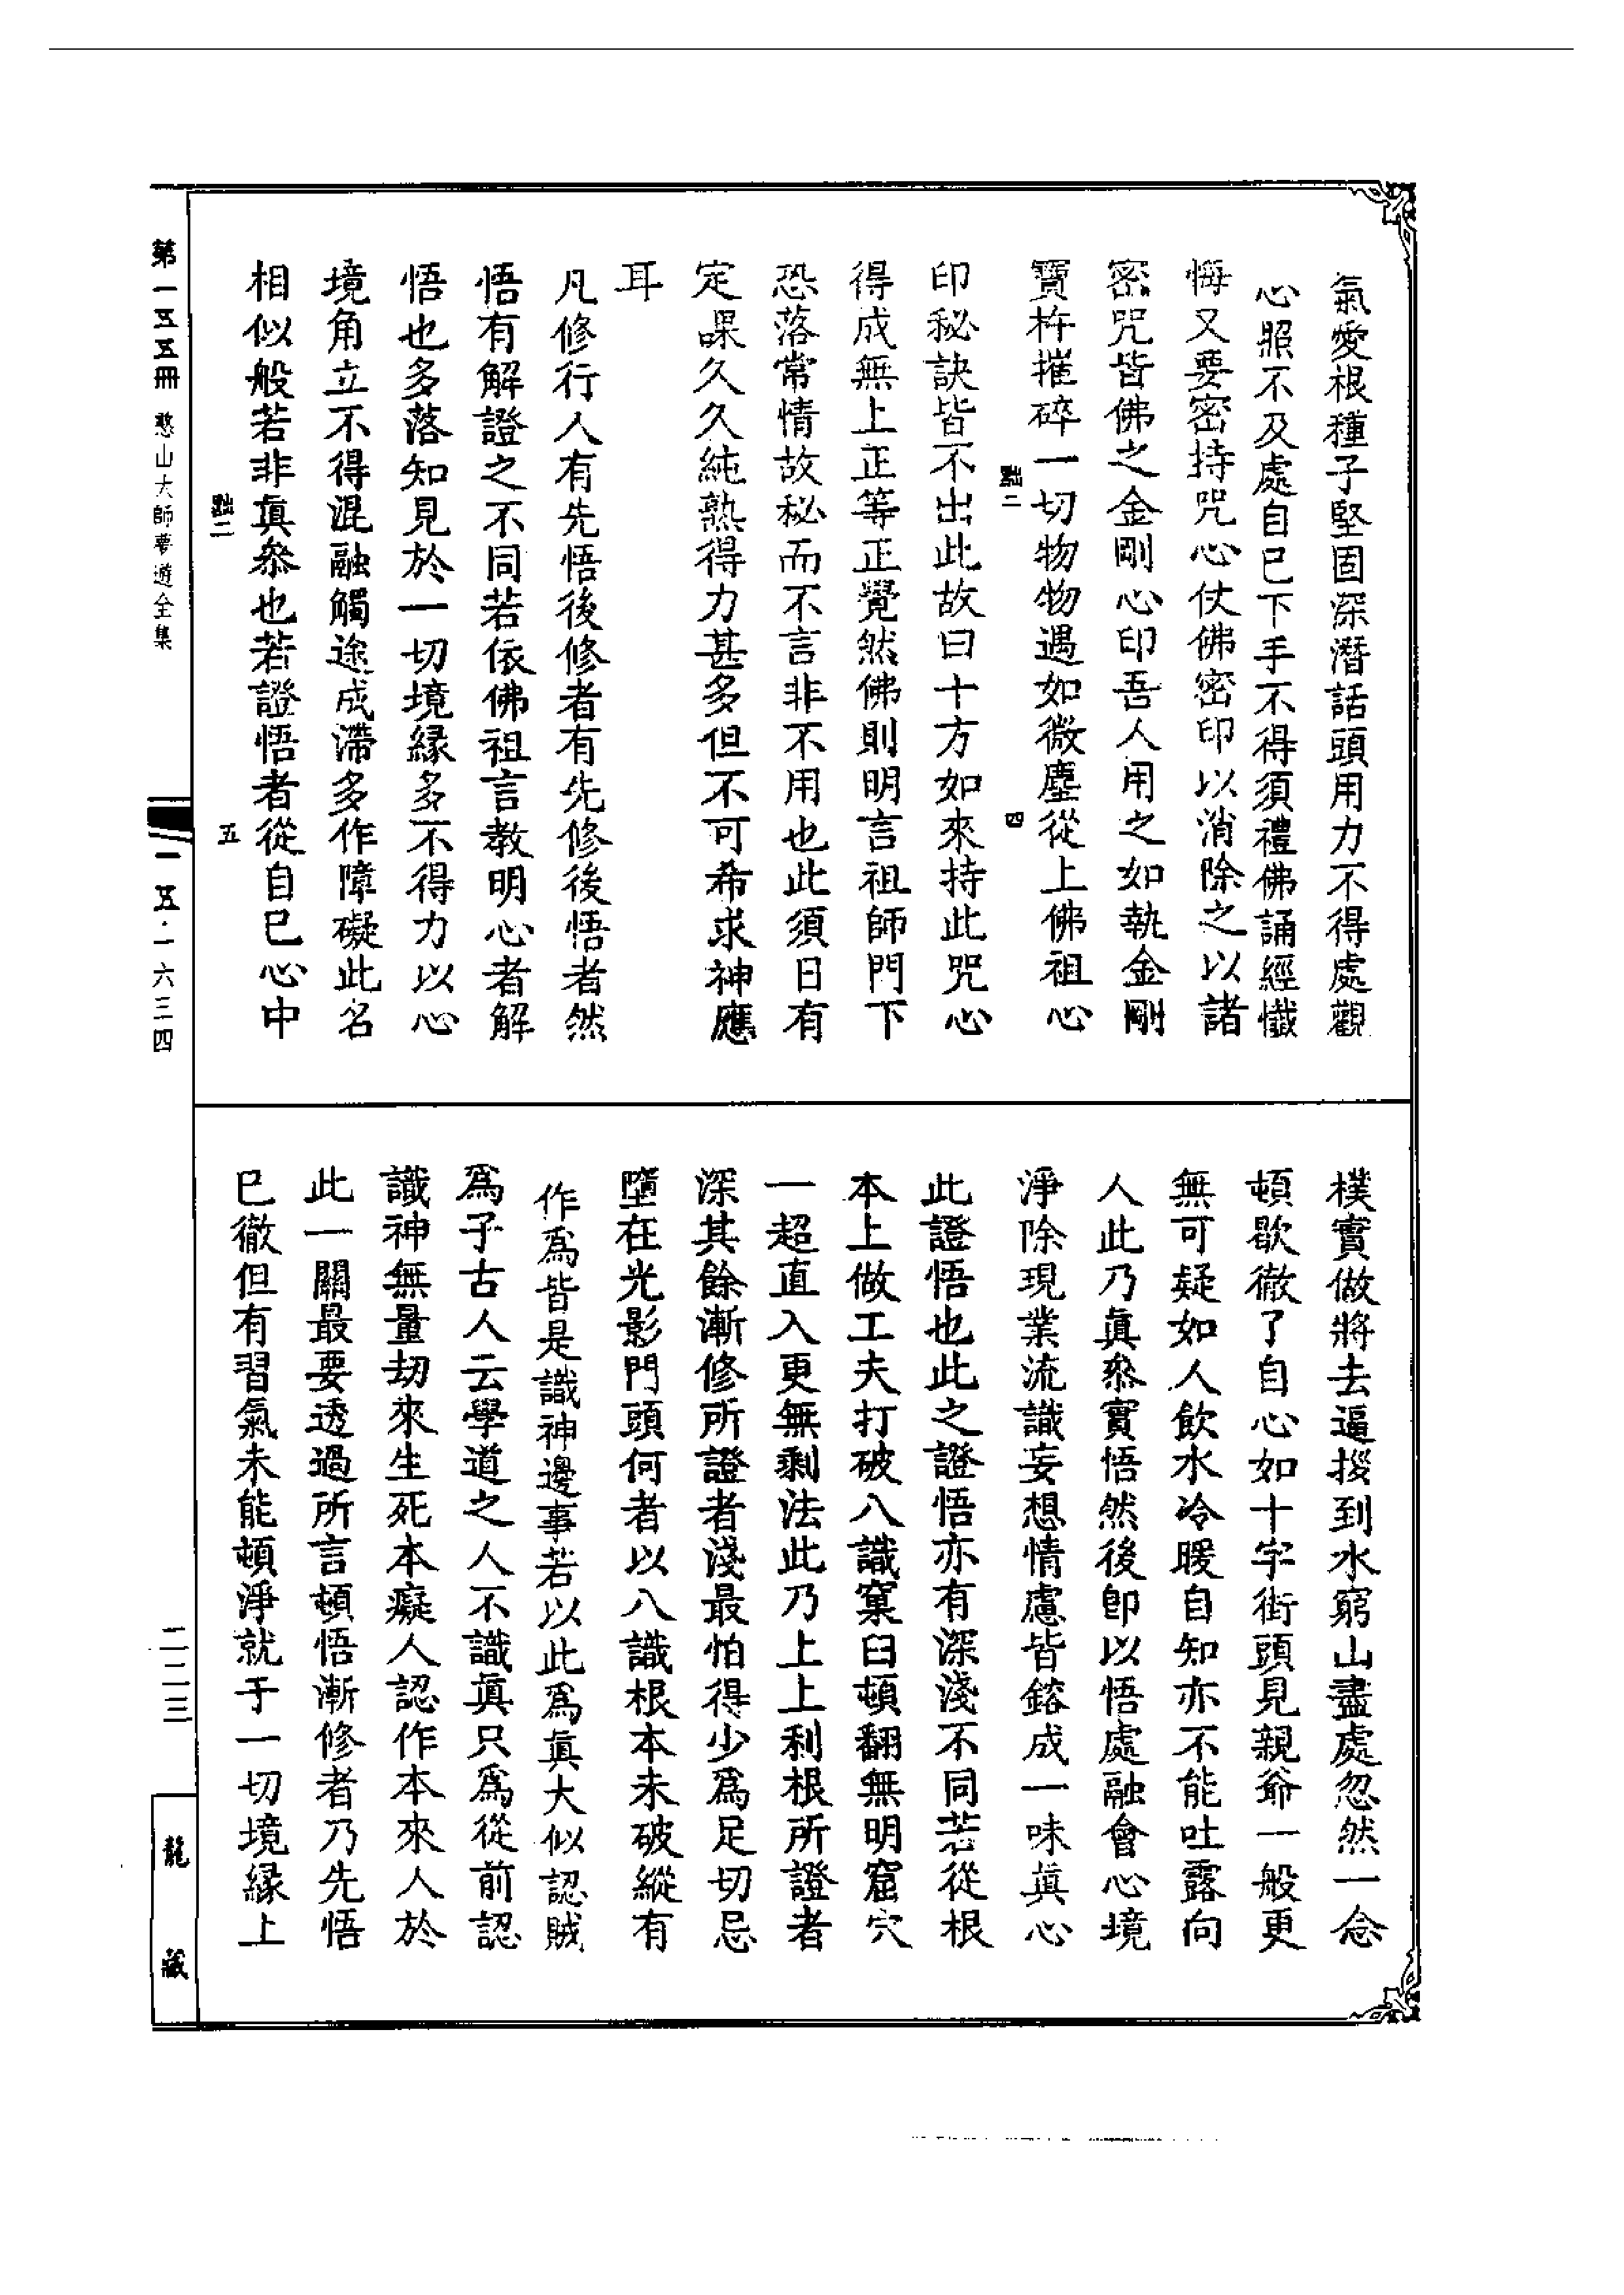 氣愛根種子堅固深潛話頭用力不得處觀
心照不及處自巳下手不得須禮佛誦經懺
悔又要密持咒心仗佛密印以消除之以諸
密咒皆佛之金剛心印吾人用之如執金剛
寶杵摧碎一切物物遇如微塵從上佛祖心
黜二
四
印秘訣皆不出此故曰十方如來持此咒心
得成無上正等正覺然佛則明言祖師門下
恐落常情故秘而不言非不用也此須日有
定課久久純熟得力甚多但不可希求神應
耳
凡修行人有先悟後修者有先修後悟者然
悟有解證之不同若依佛祖言教明心者解
悟也多落知見於一切境緣多不得力以心
境角立不得混融觸途成滯多作障礙此名
相似般若非真參也若證悟者從自巳心中
黜二
五
樸實做將去逼拶到水窮山盡處忽然一念
頓歇徹了自心如十字街頭見親爺一般更
無可疑如人飲水冷暖自知亦不能吐露向
人此乃真參實悟然後卽以悟處融會心境
淨除現業流識妄想情慮皆鎔成一味真心
此證悟也此之證悟亦有深淺不同若從根
本上做工夫打破八識窠臼頓翻無明窟穴
一超直入更無剩法此乃上上利根所證者
深其餘漸修所證者淺最怕得少爲足切忌
墮在光影門頭何者以八識根本未破縱有
作爲皆是識神邊事若以此爲真大似認賊
爲子古人云學道之人不識真只爲從前認
識神無量劫來生死本癡人認作本來人於
此一關最要透過所言頓悟漸修者乃先悟
巳徹但有習氣未能頓淨就于一切境緣上
第一五五冊 憨山大師夢遊全集
一五·一六三四
二二三
龍藏